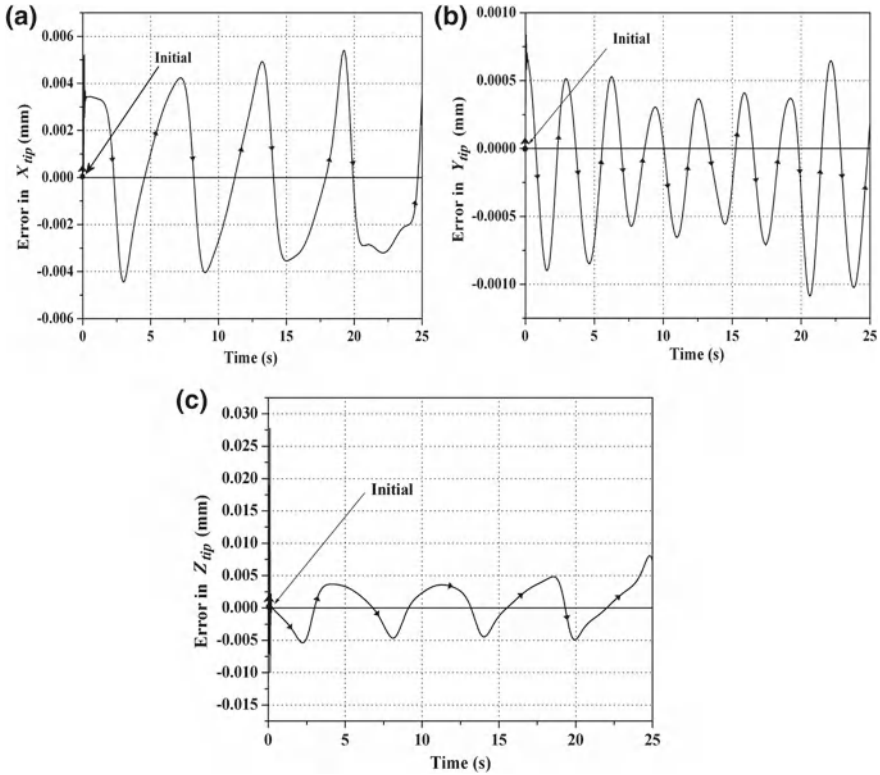 (a)
0.006
0.004
0.002
0.000
-0.002
-0.004
-0.006
Error in X_tip (mm)
Initial
0 5 10 15 20 25
Time (s)
(b)
0.0010
0.0005
0.0000
-0.0005
-0.0010
Error in Y_tip (mm)
Initial
0 5 10 15 20 25
Time (s)
(c)
0.030
0.025
0.020
0.015
0.010
0.005
0.000
-0.005
-0.010
-0.015
Error in Z_tip (mm)
Initial
0 5 10 15 20 25
Time (s)